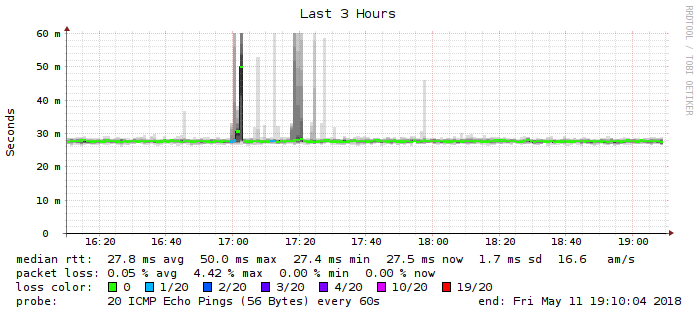 Last 3 Hours
RRDTOOL / TOBI OETIKER
Seconds
60 m
50 m
40 m
30 m
20 m
10 m
0
16:20 16:40 17:00 17:20 17:40 18:00 18:20 18:40 19:00
median rtt: 27.8 ms avg 50.0 ms max 27.4 ms min 27.5 ms now 1.7 ms sd 16.6 am/s
packet loss: 0.05 % avg 4.42 % max 0.00 % min 0.00 % now
loss color: 0 1/20 2/20 3/20 4/20 10/20 19/20
probe: 20 ICMP Echo Pings (56 Bytes) every 60s end: Fri May 11 19:10:04 2018